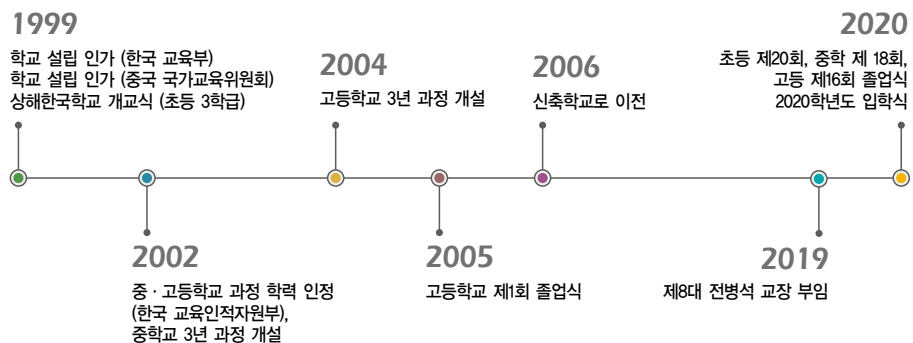 1999
학교 설립 인가 (한국 교육부)
학교 설립 인가 (중국 국가교육위원회)
상해한국학교 개교식 (초등 3학급)
2002
중 · 고등학교 과정 학력 인정
(한국 교육인적자원부),
중학교 3년 과정 개설
2004
고등학교 3년 과정 개설
2005
고등학교 제1회 졸업식
2006
신축학교로 이전
2019
제8대 전병석 교장 부임
2020
초등 제20회, 중학 제 18회,
고등 제16회 졸업식
2020학년도 입학식